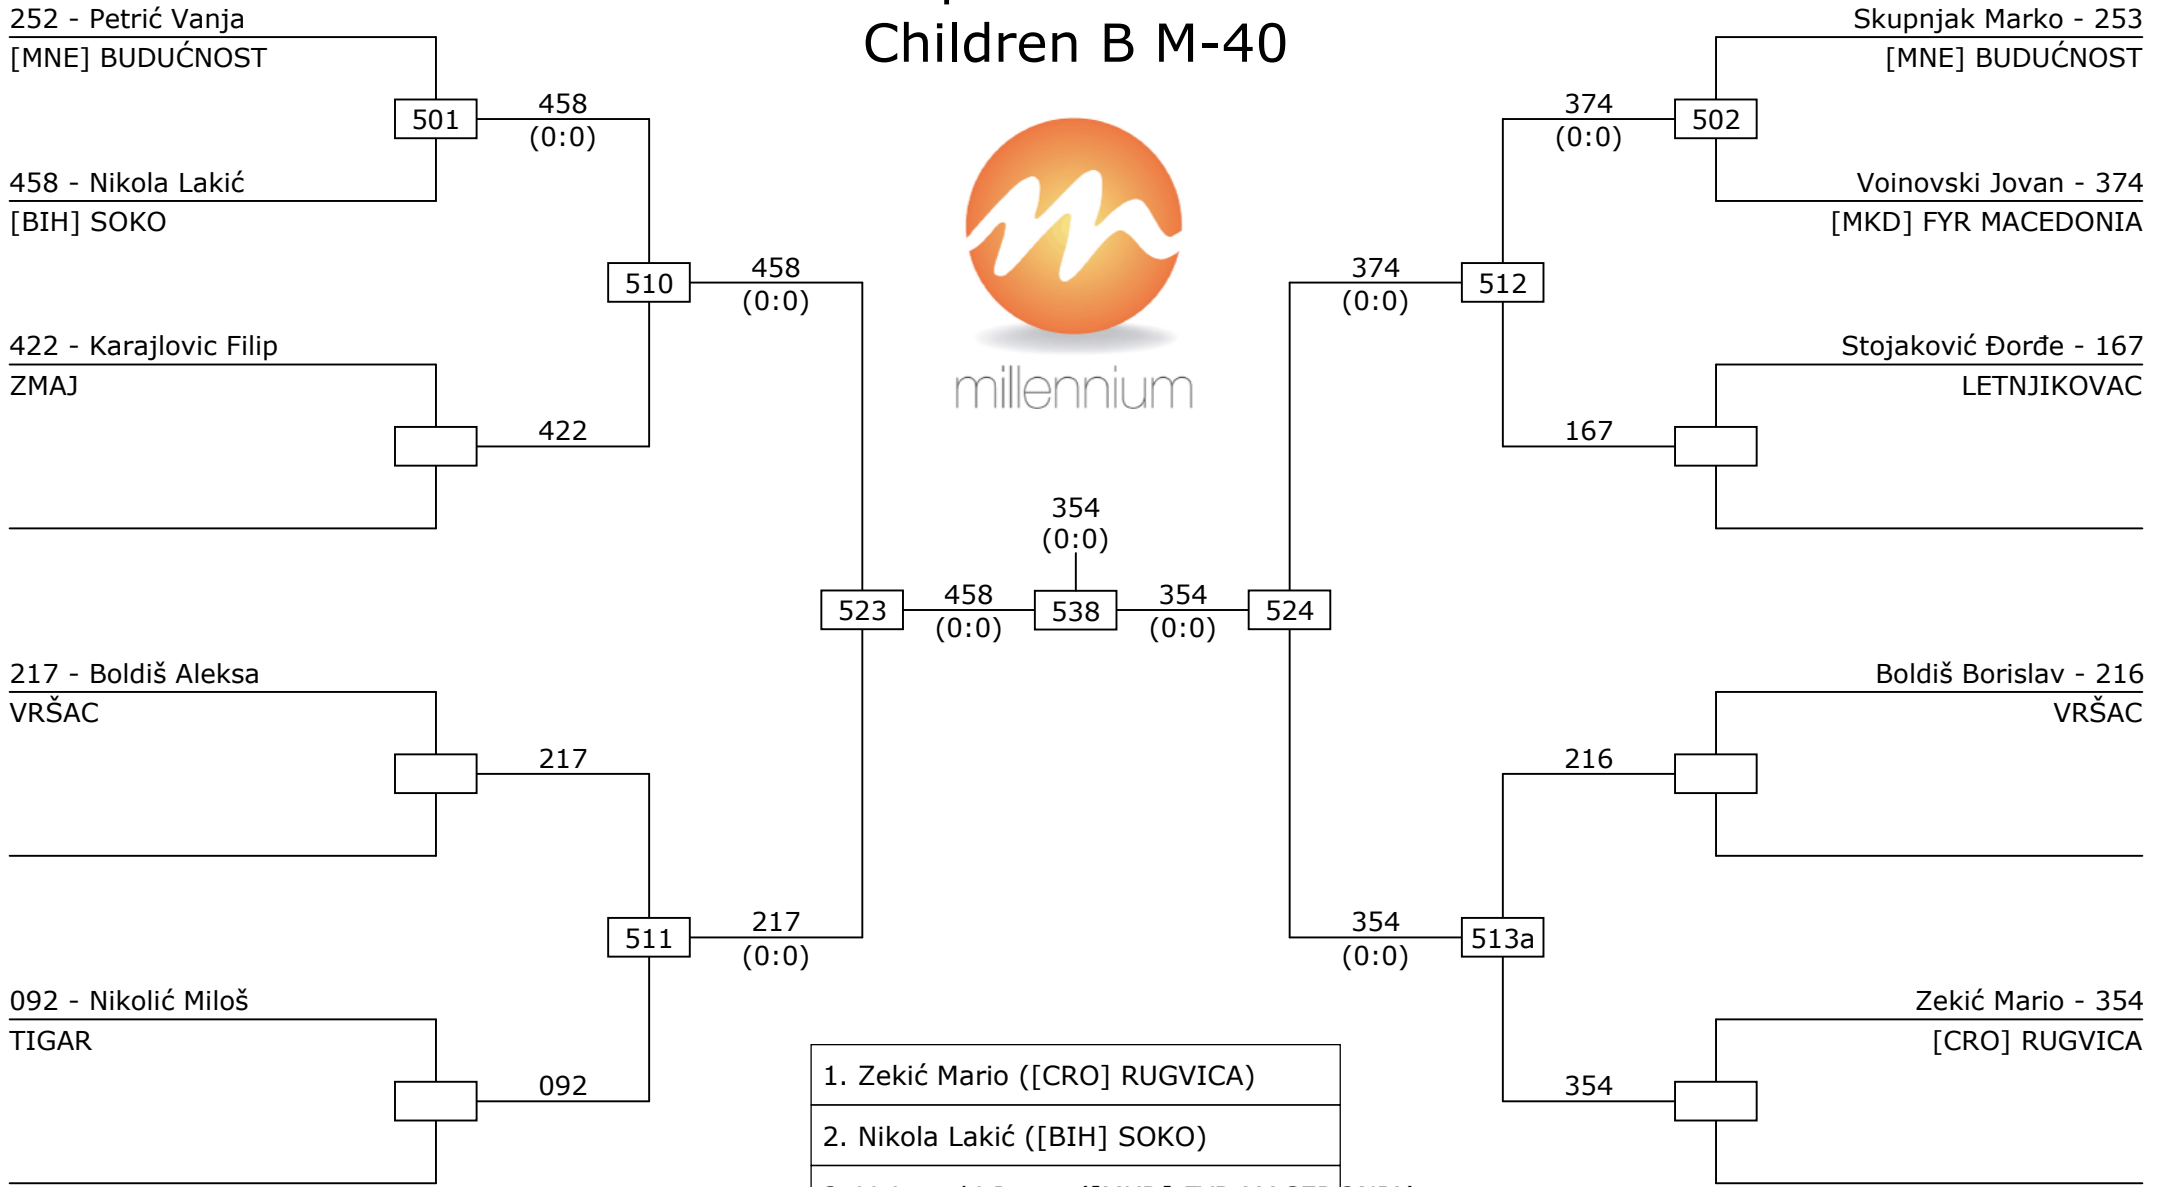 Children B M-40
252 - Petrić Vanja
[MNE] BUDUĆNOST
501
458
(0:0)
458 - Nikola Lakić
[BIH] SOKO
510
458
(0:0)
422 - Karajlovic Filip
ZMAJ
422
217 - Boldiš Aleksa
VRŠAC
217
511
217
(0:0)
092 - Nikolić Miloš
TIGAR
092
millennium
354
(0:0)
523
458
(0:0)
538
354
(0:0)
524
Skupnjak Marko - 253
[MNE] BUDUĆNOST
374
(0:0)
502
Voinovski Jovan - 374
[MKD] FYR MACEDONIA
374
(0:0)
512
Stojaković Đorđe - 167
LETNJIKOVAC
167
Boldiš Borislav - 216
VRŠAC
216
354
(0:0)
513a
Zekić Mario - 354
[CRO] RUGVICA
354
1. Zekić Mario ([CRO] RUGVICA)
2. Nikola Lakić ([BIH] SOKO)